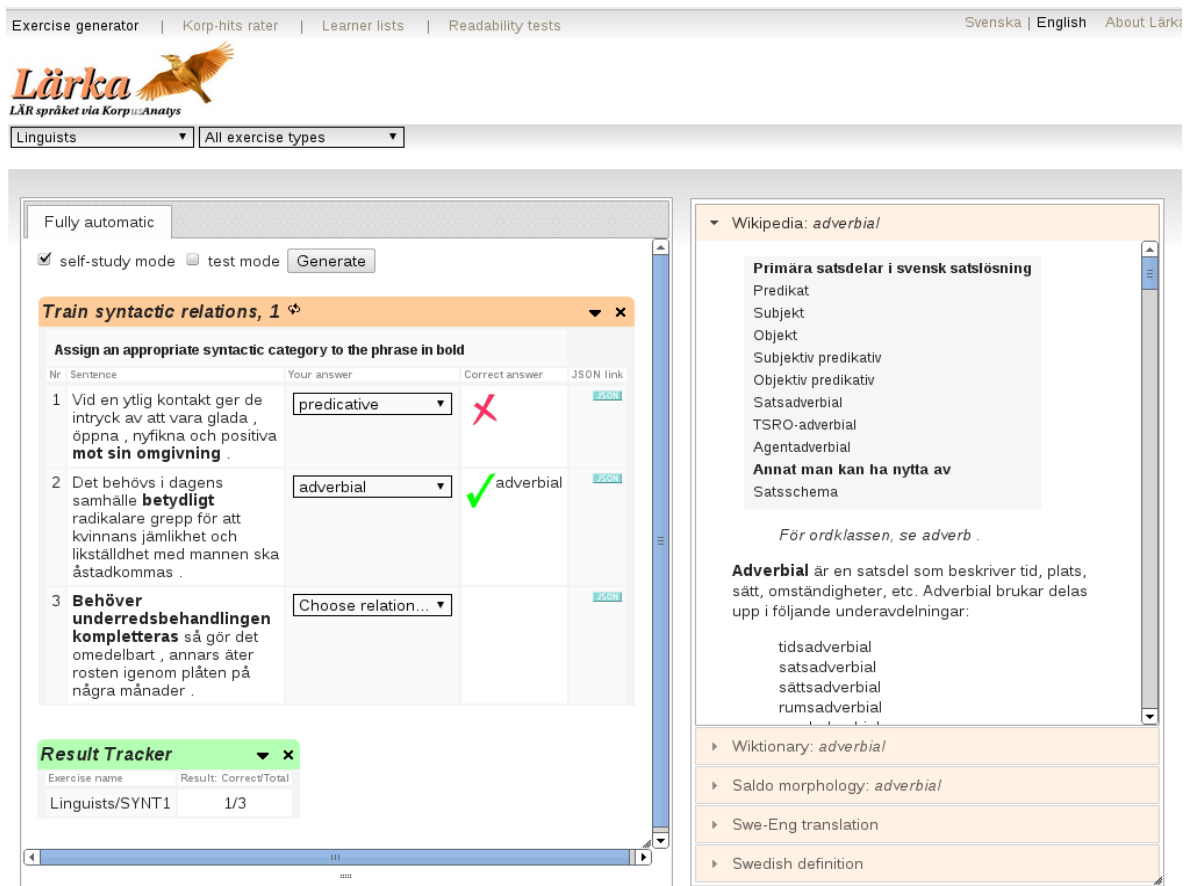 Exercise generator | Korp-hits rater | Learner lists | Readability tests
Svenska | English About Lärka
Lärka
LÄR språket via KorpusAnalys
Linguists All exercise types
Fully automatic
self-study mode test mode Generate
Train syntactic relations, 1
Assign an appropriate syntactic category to the phrase in bold
Nr Sentence Your answer Correct answer JSON link
1 Vid en ytlig kontakt ger de predicative JSON
intryck av att vara glada ,
öppna , nyfikna och positiva
mot sin omgivning .
2 Det behövs i dagens adverbial adverbial JSON
samhälle betydligt
radikalare grepp för att
kvinnans jämlikhet och
likställdhet med mannen ska
åstadkommas .
3 Behöver Choose relation... JSON
underredsbehandlingen
kompletteras så gör det
omedelbart , annars äter
rosten igenom plåten på
några månader .
Result Tracker
Exercise name Result: Correct/Total
Linguists/SYNT1 1/3
Wikipedia: adverbial
Primära satsdelar i svensk satslösning
Predikat
Subjekt
Objekt
Subjektiv predikativ
Objektiv predikativ
Satsadverbial
TSRO-adverbial
Agentadverbial
Annat man kan ha nytta av
Satsschema
För ordklassen, se adverb .
Adverbial är en satsdel som beskriver tid, plats,
sätt, omständigheter, etc. Adverbial brukar delas
upp i följande underavdelningar:
tidsadverbial
satsadverbial
sättsadverbial
rumsadverbial
Wiktionary: adverbial
Saldo morphology: adverbial
Swe-Eng translation
Swedish definition